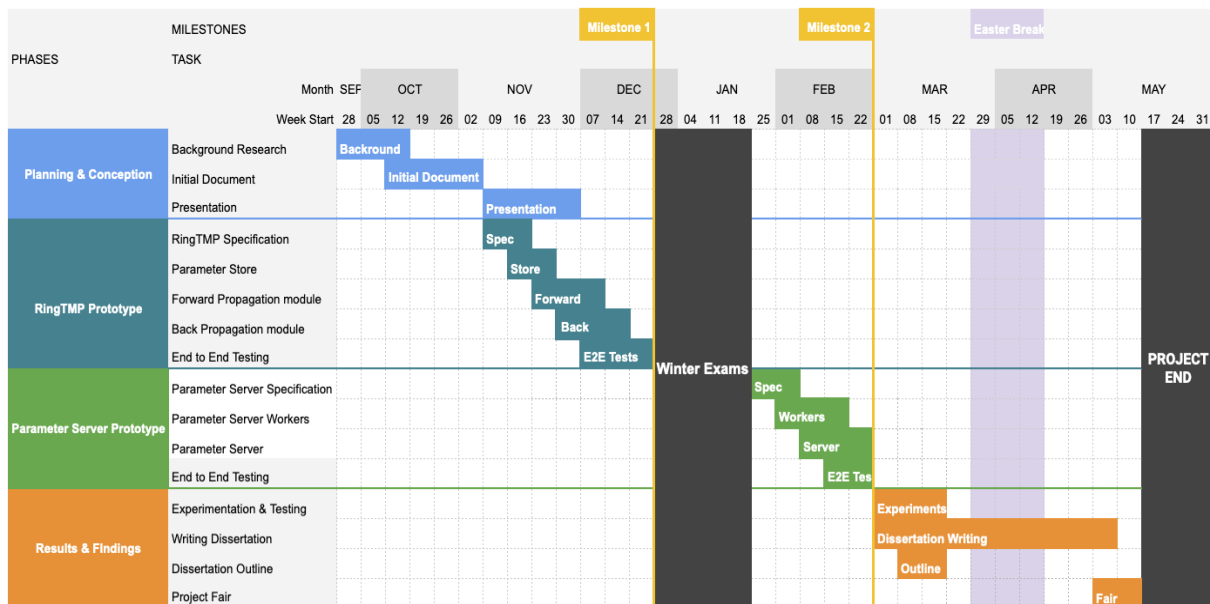 MILESTONES Milestone 1 Milestone 2 Easter Break
PHASES TASK
Month SEP OCT NOV DEC JAN FEB MAR APR MAY
Week Start 28 05 12 19 26 02 09 16 23 30 07 14 21 28 04 11 18 25 01 08 15 22 01 08 15 22 29 05 12 19 26 03 10 17 24 31
Planning & Conception
Background Research Backround
Initial Document Initial Document
Presentation Presentation
RingTMP Prototype
RingTMP Specification Spec
Parameter Store Store
Forward Propagation module Forward
Back Propagation module Back
End to End Testing E2E Tests
Winter Exams
PROJECT
END
Parameter Server Prototype
Parameter Server Specification Spec
Parameter Server Workers Workers
Parameter Server Server
End to End Testing E2E Tes
Results & FIndings
Experimentation & Testing Experiments
Writing Dissertation Dissertation Writing
Dissertation Outline Outline
Project Fair Fair